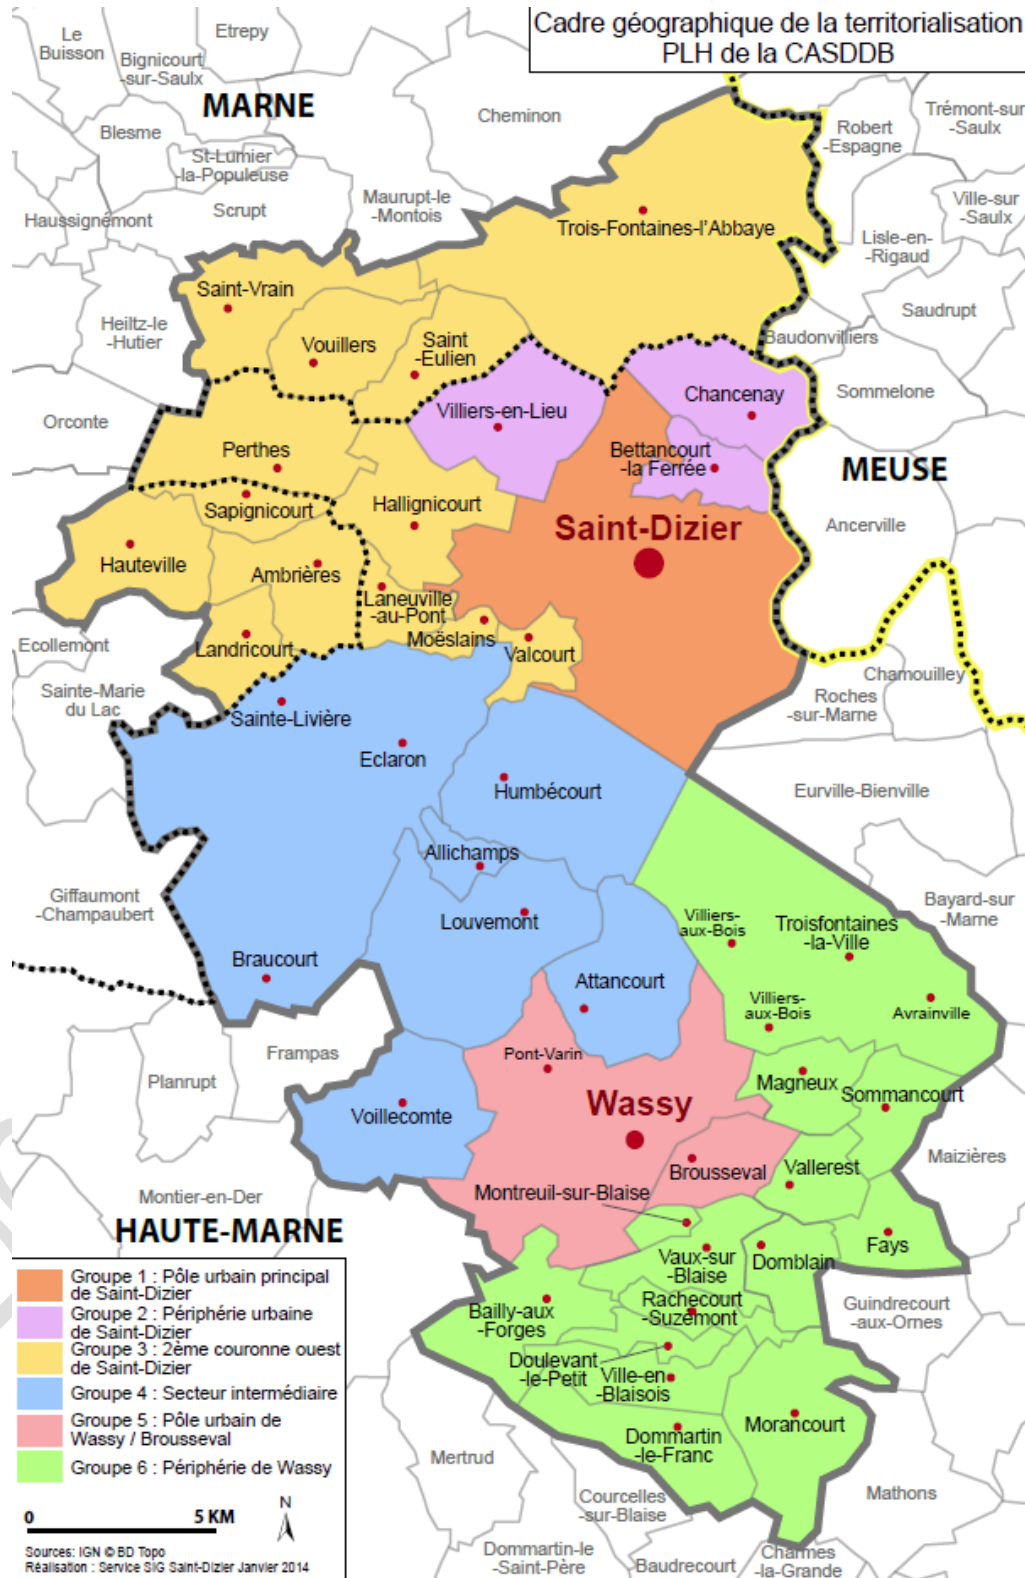 Cadre géographique de la territorialisation
PLH de la CASDDB
Le
Buisson
Etrepy
Bignicourt
-sur-Saulx
MARNE
Cheminon
Blesme
Robert
-Espagne
Trémont-sur
-Saulx
St-Lumier
-la-Populeuse
Maurupt-le
-Montois
Haussignémont
Scrupt
Ville-sur
-Saulx
Trois-Fontaines-l'Abbaye
Lisle-en-
Rigaud
Saint-Vrain
Saudrupt
Heiltz-le
-Hutier
Vouillers
Saint
-Eulien
Baudonvilliers
Sommelone
Chancenay
Villiers-en-Lieu
Orconte
Perthes
Bettancourt
-la Ferrée
MEUSE
Sapignicourt
Hallignicourt
Saint-Dizier
Ancerville
Hauteville
Ambrières
Laneuville
-au-Pont
Moëslains
Valcourt
Landricourt
Ecollemont
Chamouilley
Sainte-Marie
du Lac
Roches
-sur-Marne
Sainte-Livière
Eclaron
Humbécourt
Eurville-Bienville
Allichamps
Giffaumont
-Champaubert
Louvemont
Villiers-
aux-Bois
Troisfontaines
-la-Ville
Bayard-sur
-Marne
Braucourt
Attancourt
Villiers-
aux-Bois
Avrainville
Frampas
Pont-Varin
Planrupt
Magneux
Sommancourt
Voillecomte
Wassy
Brousseval
Vallerest
Maizières
Montier-en-Der
Montreuil-sur-Blaise
HAUTE-MARNE
Fays
Vaux-sur
-Blaise
Domblain
Bailly-aux
-Forges
Rachecourt
-Suzémont
Guindrecourt
-aux-Ornes
Doulevant
-le-Petit
Ville-en
-Blaisois
Dommartin
-le-Franc
Morancourt
Mertrud
Courcelles
-sur-Blaise
Mathons
Dommartin-le
-Saint-Père
Baudrecourt
Charmes
-la-Grande
Groupe 1 : Pôle urbain principal
de Saint-Dizier
Groupe 2 : Périphérie urbaine
de Saint-Dizier
Groupe 3 : 2ème couronne ouest
de Saint-Dizier
Groupe 4 : Secteur intermédiaire
Groupe 5 : Pôle urbain de
Wassy / Brousseval
Groupe 6 : Périphérie de Wassy
0 5 KM
N
Sources: IGN © BD Topo
Réalisation : Service SIG Saint-Dizier Janvier 2014